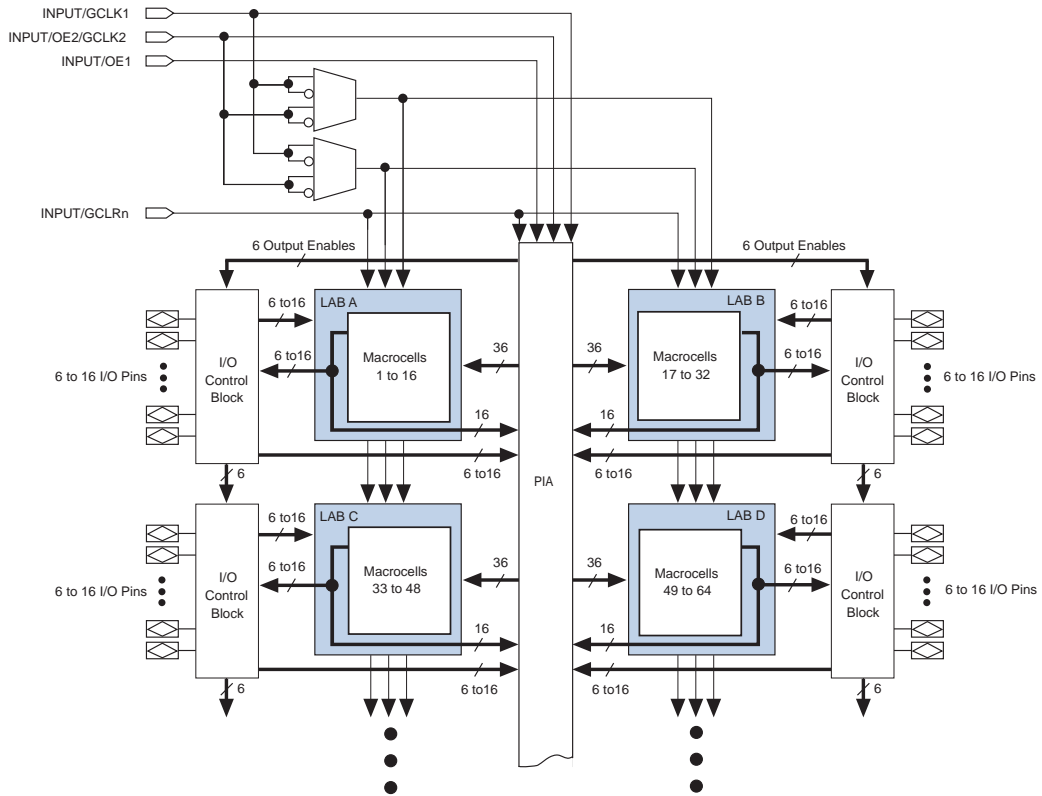 INPUT/GCLK1
INPUT/OE2/GCLK2
INPUT/OE1
INPUT/GCLRn
6 Output Enables
6 Output Enables
LAB A
LAB B
6 to16
6 to16
6 to16
36
36
6 to16
I/O
Control
Block
Macrocells
1 to 16
Macrocells
17 to 32
I/O
Control
Block
6 to 16 I/O Pins
6 to 16 I/O Pins
16
16
6 to16
6 to16
6
PIA
6
LAB C
LAB D
6 to16
6 to16
6 to16
36
36
6 to16
I/O
Control
Block
Macrocells
33 to 48
Macrocells
49 to 64
I/O
Control
Block
6 to 16 I/O Pins
6 to 16 I/O Pins
16
16
6 to16
6 to16
6
6